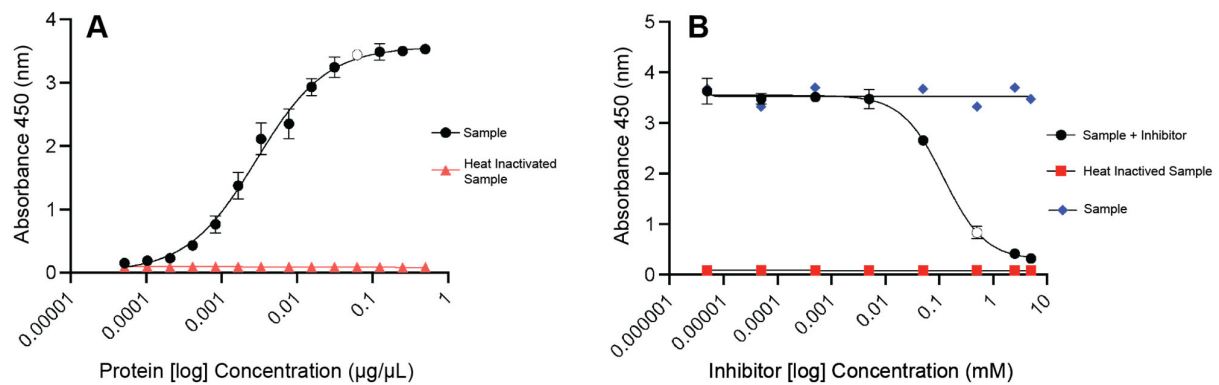 A
Absorbance 450 (nm)
4
3
2
1
0
0.00001
0.0001
0.001
0.01
0.1
1
Protein [log] Concentration (µg/µL)
Sample
Heat Inactivated
Sample
B
Absorbance 450 (nm)
5
4
3
2
1
0
0.000001
0.00001
0.0001
0.001
0.01
0.1
1
10
Inhibitor [log] Concentration (mM)
Sample + Inhibitor
Heat Inactived Sample
Sample